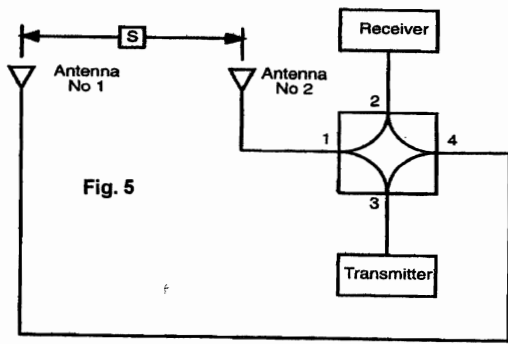 S
Receiver
Antenna
No 1
Antenna
No 2
2
1
4
3
Fig. 5
Transmitter